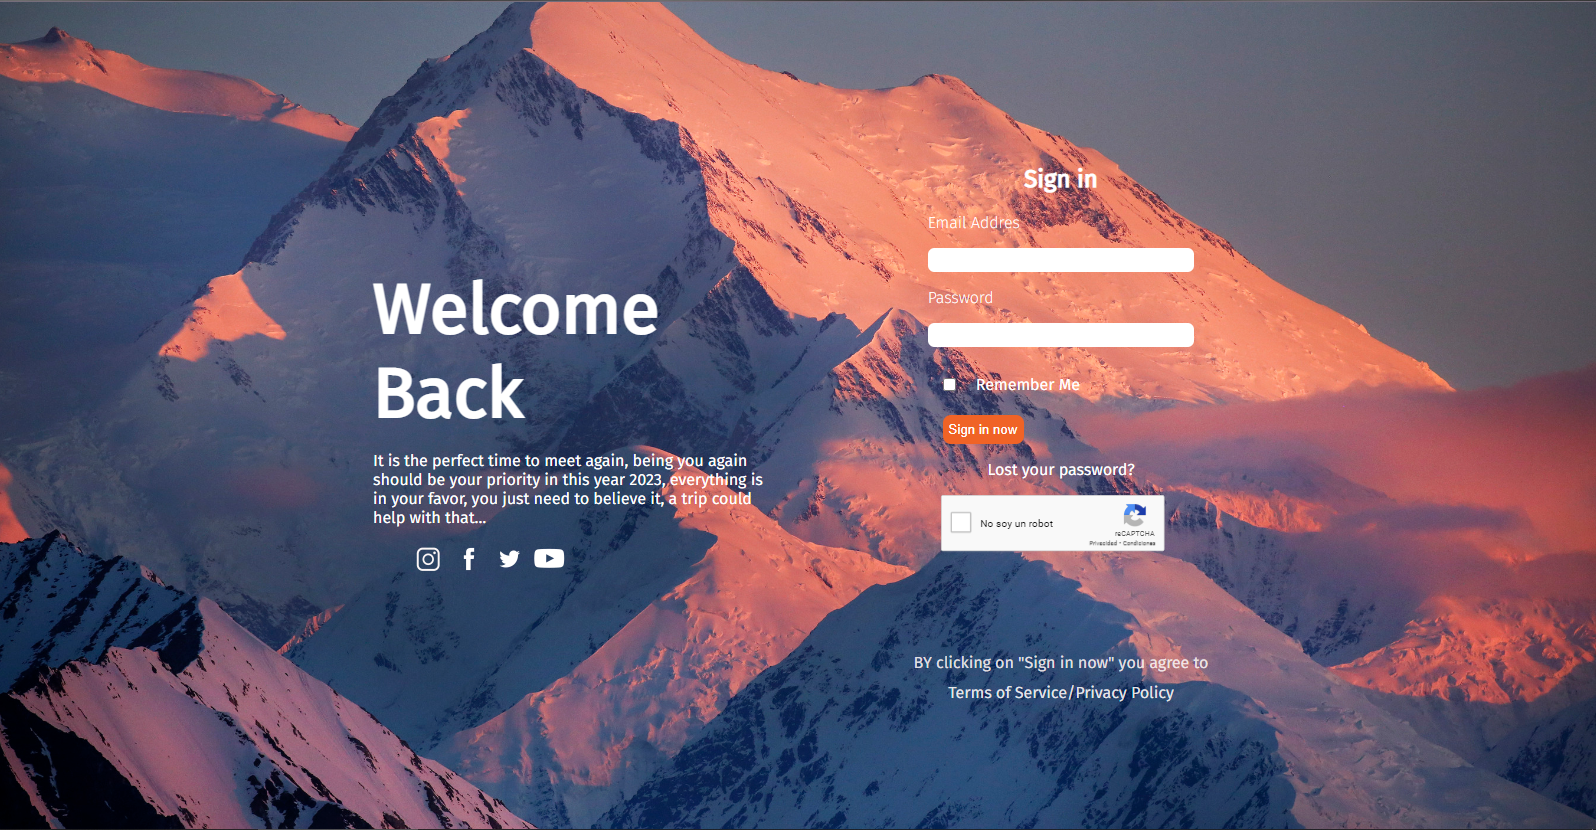 Sign in
Email Addres
Password
Welcome
Back
Remember Me
Sign in now
It is the perfect time to meet again, being you again
should be your priority in this year 2023, everything is
in your favor, you just need to believe it, a trip could
help with that...
Lost your password?
No soy un robot
reCAPTCHA
Privacidad - Condiciones
BY clicking on "Sign in now" you agree to
Terms of Service/Privacy Policy